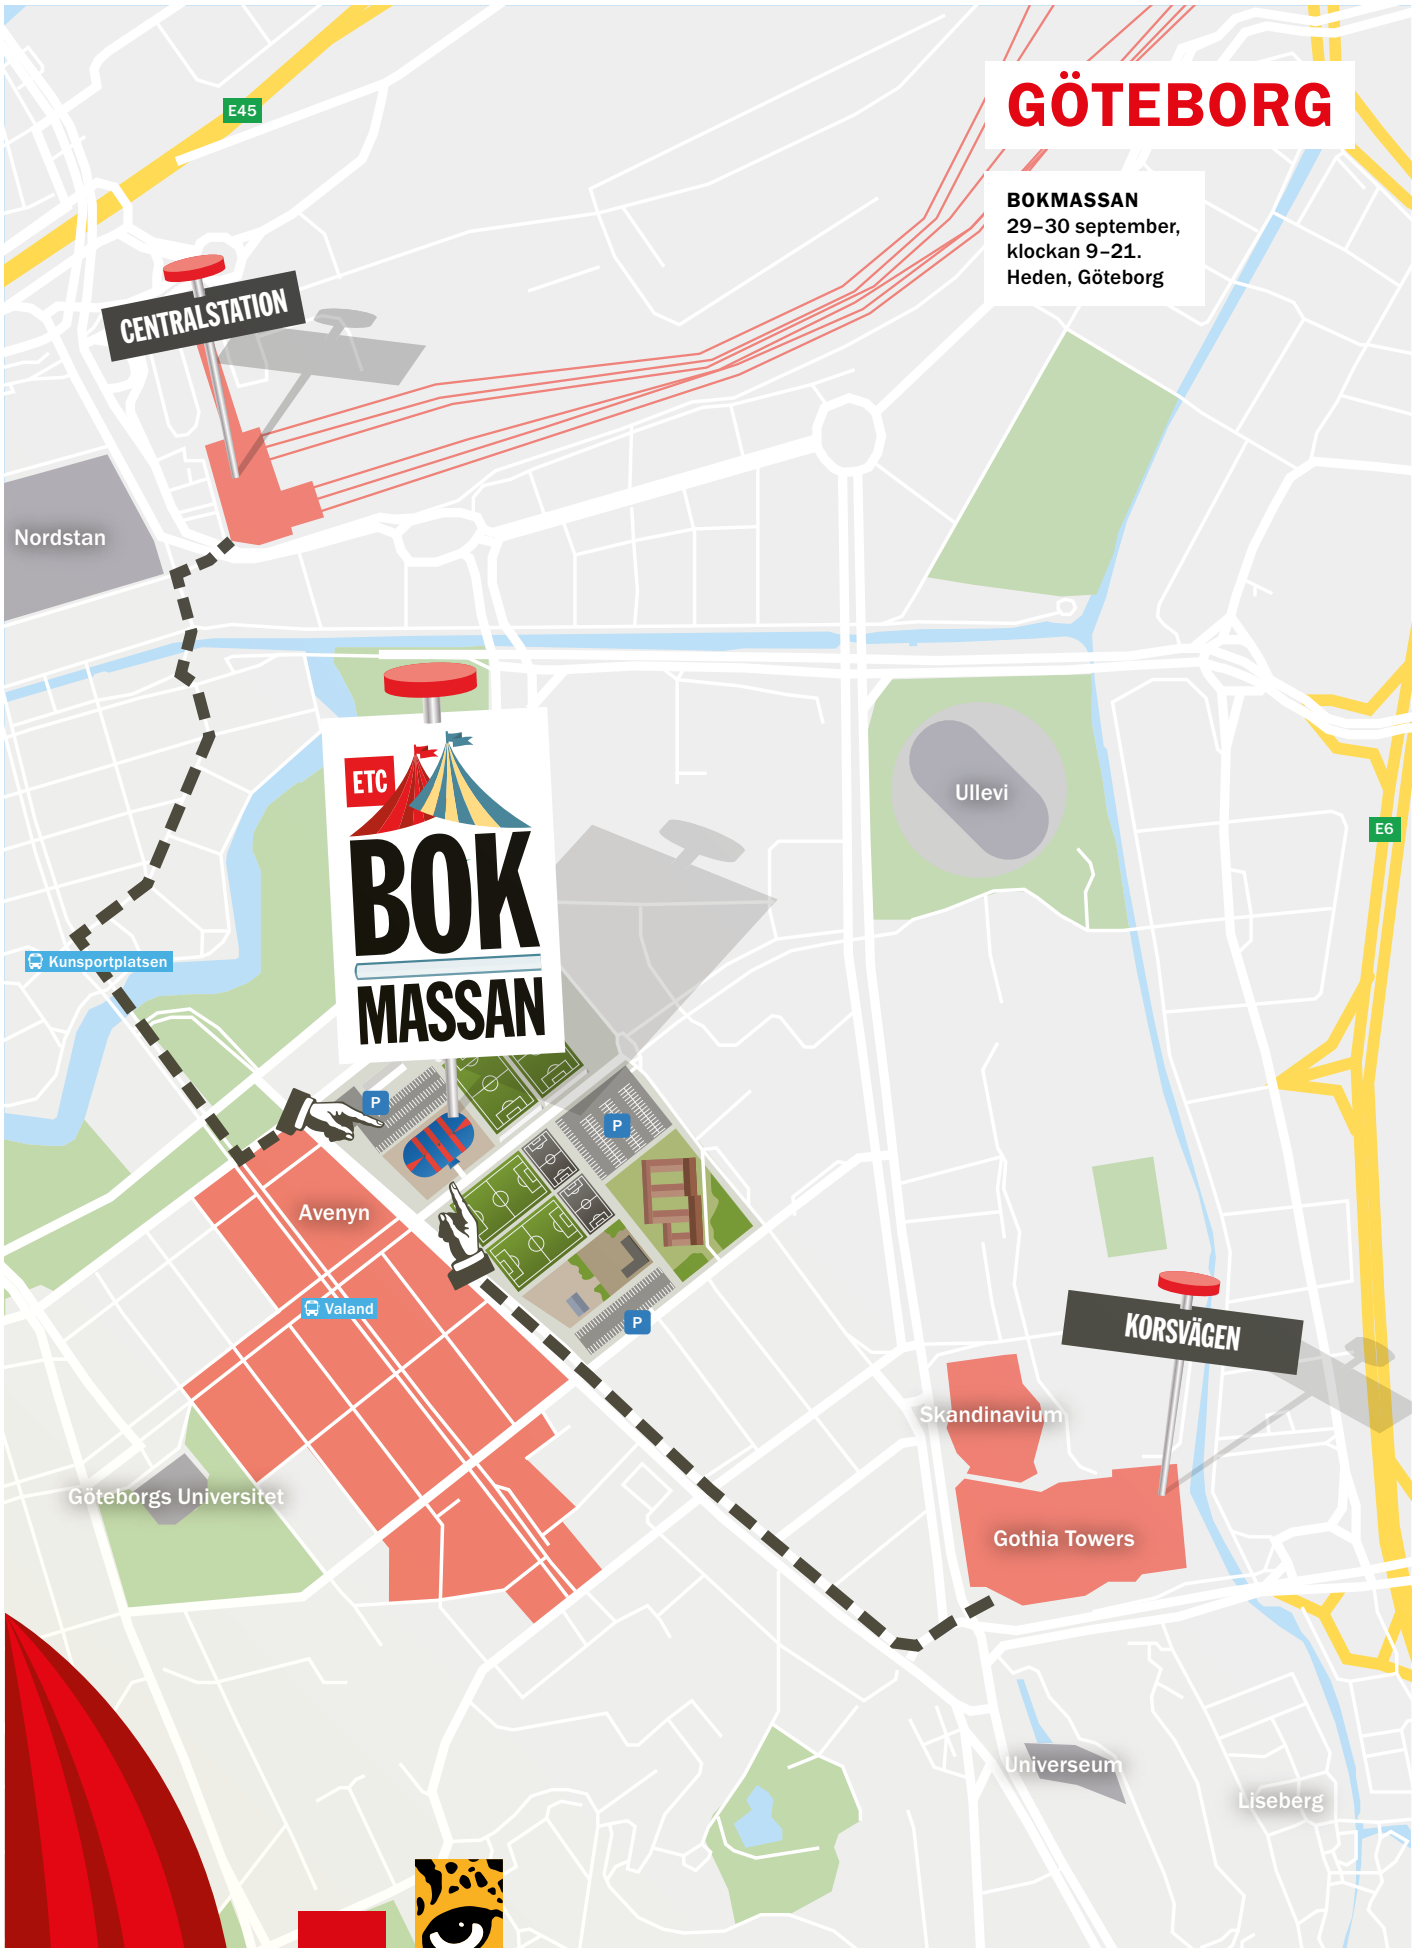 GÖTEBORG
BOKMASSAN
29–30 september,
klockan 9–21.
Heden, Göteborg
E45
CENTRALSTATION
Nordstan
ETC
BOK
MASSAN
Ullevi
E6
Kunsportplatsen
P
P
Avenyn
Valand
P
KORSVÄGEN
Skandinavium
Göteborgs Universitet
Gothia Towers
Universeum
Liseberg